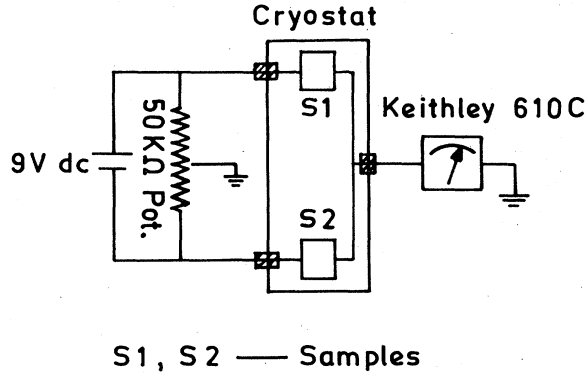 Cryostat
S1
Keithley 610C
9V dc
50KΩ Pot.
S2
S1, S2 — Samples